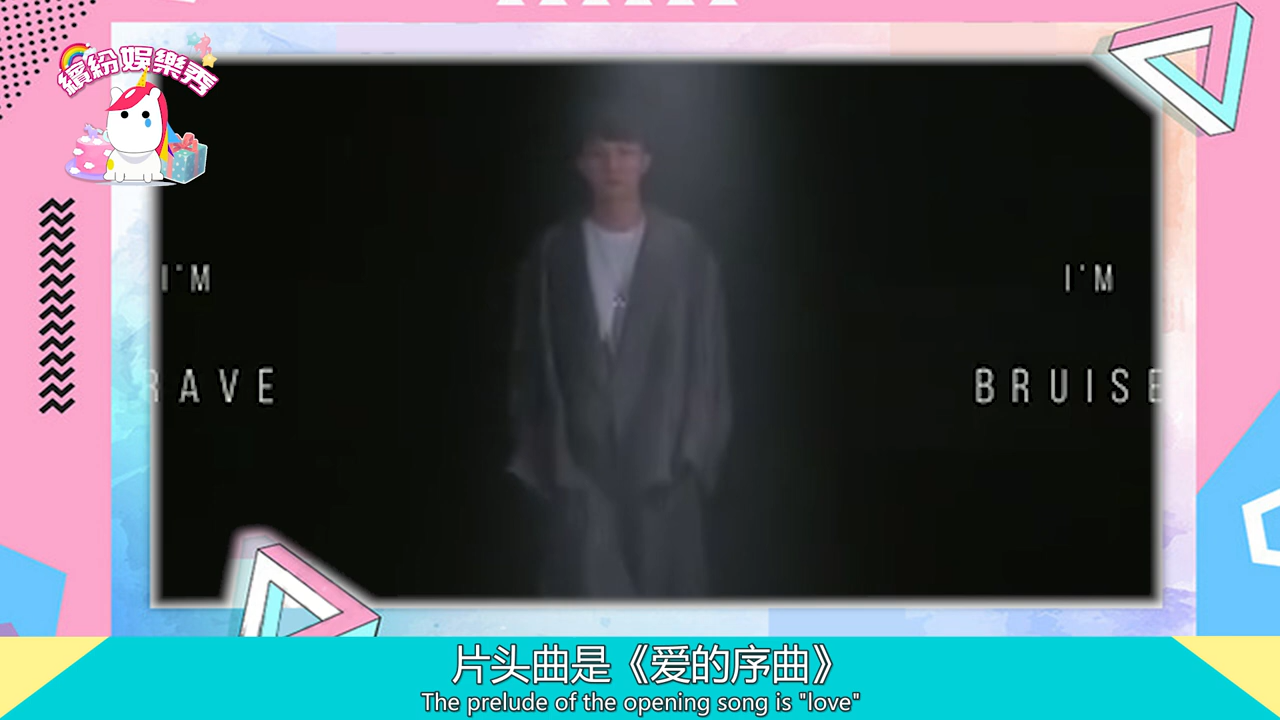 繽紛娛樂秀
I'M
RAVE
I'M
BRUISE
片头曲是《爱的序曲》
The prelude of the opening song is "love"